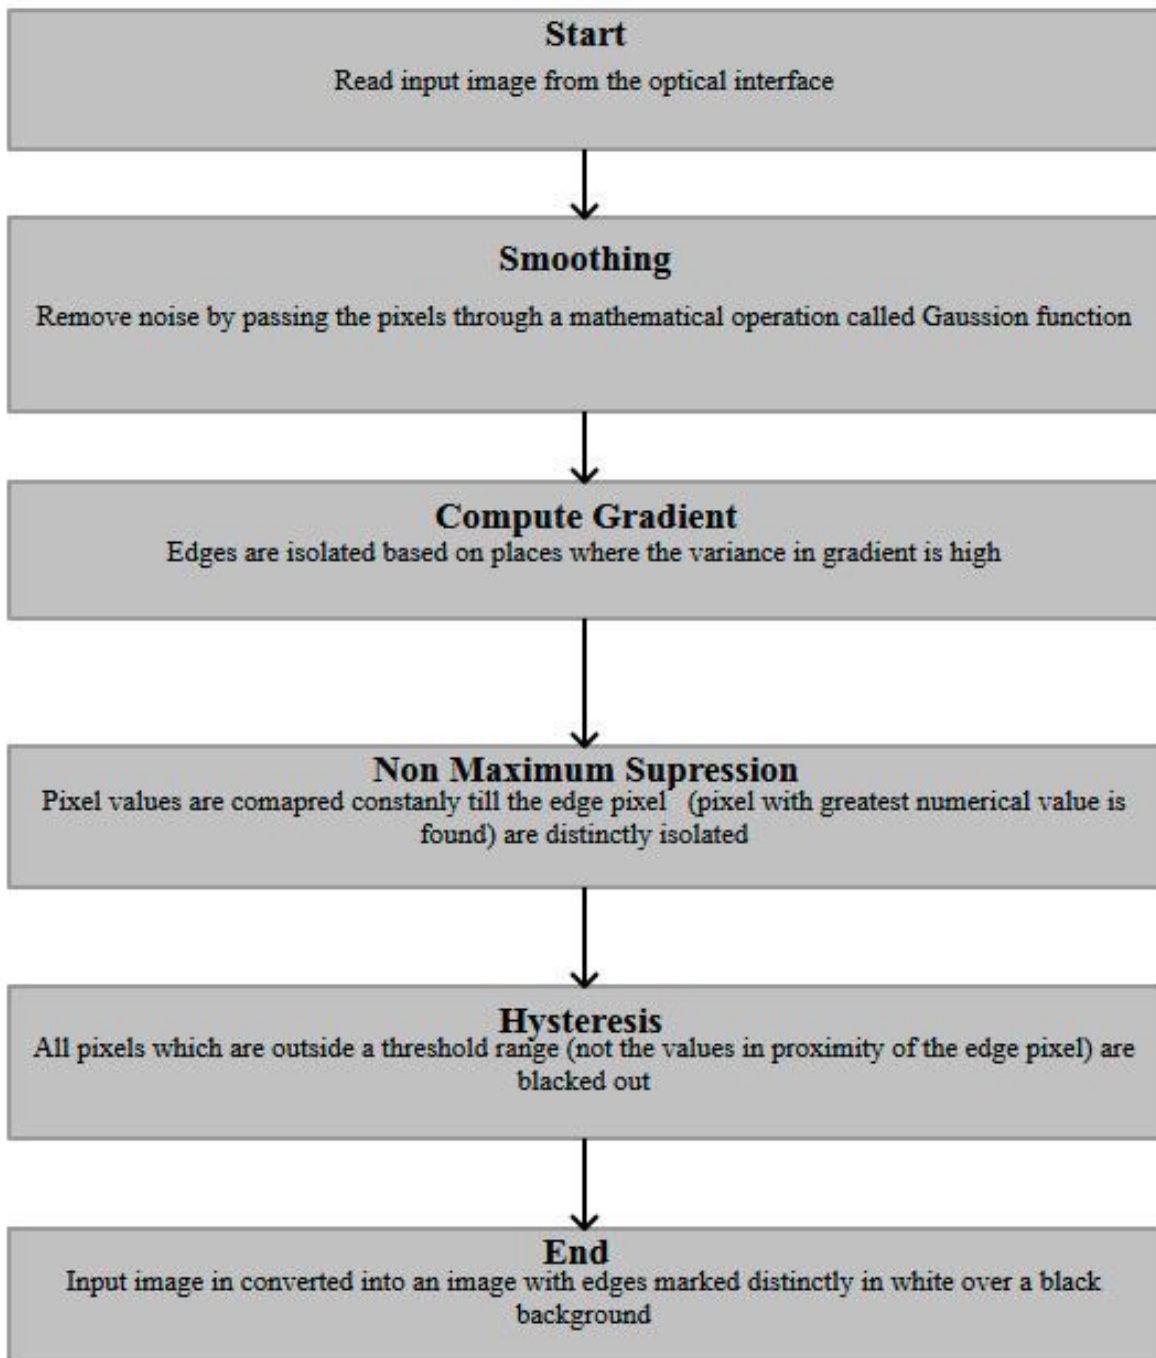 Start
Read input image from the optical interface
Smoothing
Remove noise by passing the pixels through a mathematical operation called Gaussion function
Compute Gradient
Edges are isolated based on places where the variance in gradient is high
Non Maximum Supression
Pixel values are comapred constanly till the edge pixel (pixel with greatest numerical value is
found) are distinctly isolated
Hysteresis
All pixels which are outside a threshold range (not the values in proximity of the edge pixel) are
blacked out
End
Input image in converted into an image with edges marked distinctly in white over a black
background